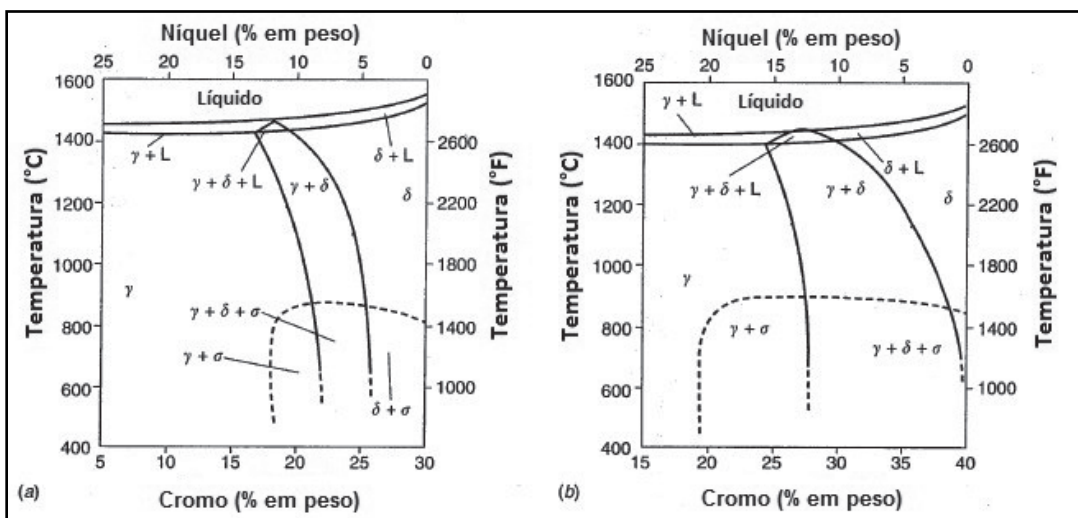 Níquel (% em peso)
25 20 15 10 5 0
1600
1400
1200
1000
800
600
400
Temperatura (°C)
Líquido
γ + L
γ + δ + L
γ + δ
δ + L
δ
γ
γ + δ + σ
γ + σ
δ + σ
2600
2200
1800
1400
1000
Temperatura (°F)
5 10 15 20 25 30
(a)
Cromo (% em peso)
Níquel (% em peso)
25 20 15 10 5 0
1600
1400
1200
1000
800
600
400
Temperatura (°C)
γ + L
Líquido
γ + δ + L
γ + δ
δ + L
δ
γ
γ + σ
γ + δ + σ
2600
2200
1800
1400
1000
Temperatura (°F)
15 20 25 30 35 40
(b)
Cromo (% em peso)